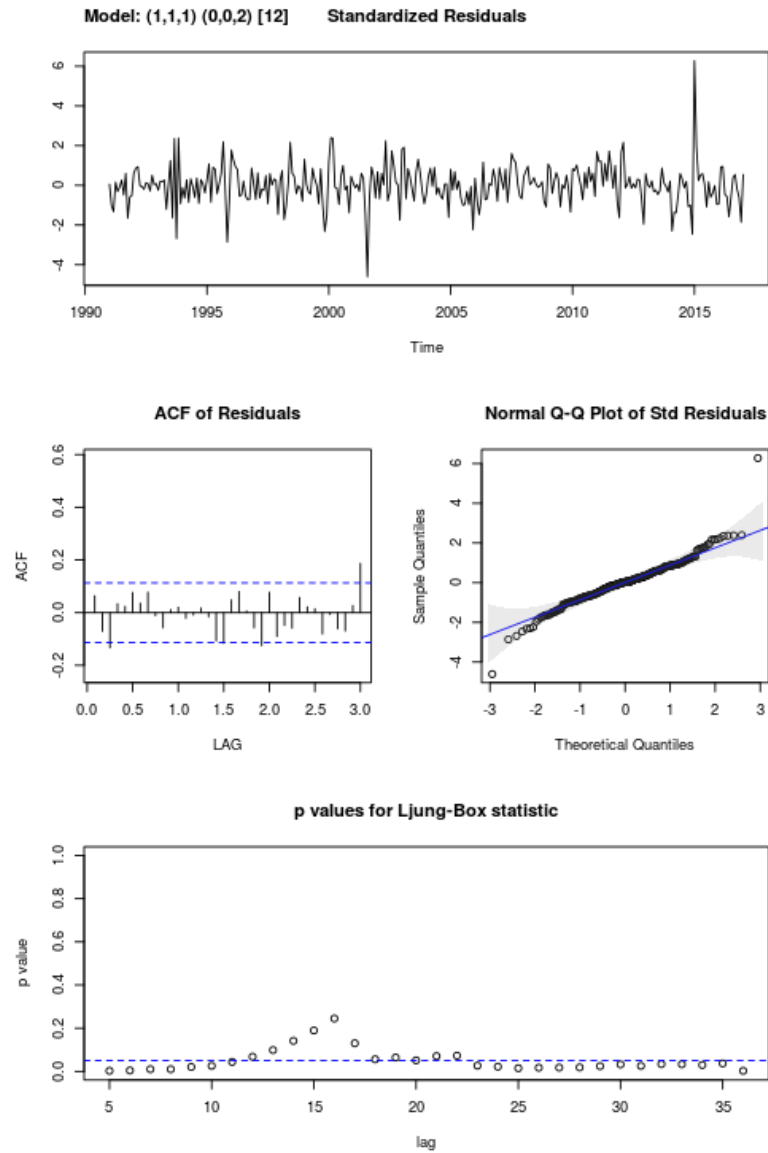 Model: (1,1,1) (0,0,2) [12] Standardized Residuals
6
4
2
0
-2
-4
1990 1995 2000 2005 2010 2015
Time
ACF of Residuals
ACF
0.6
0.4
0.2
0.0
-0.2
0.0 0.5 1.0 1.5 2.0 2.5 3.0
LAG
Normal Q-Q Plot of Std Residuals
Sample Quantiles
6
4
2
0
-2
-4
-3 -2 -1 0 1 2 3
Theoretical Quantiles
p values for Ljung-Box statistic
p value
1.0
0.8
0.6
0.4
0.2
0.0
5 10 15 20 25 30 35
lag